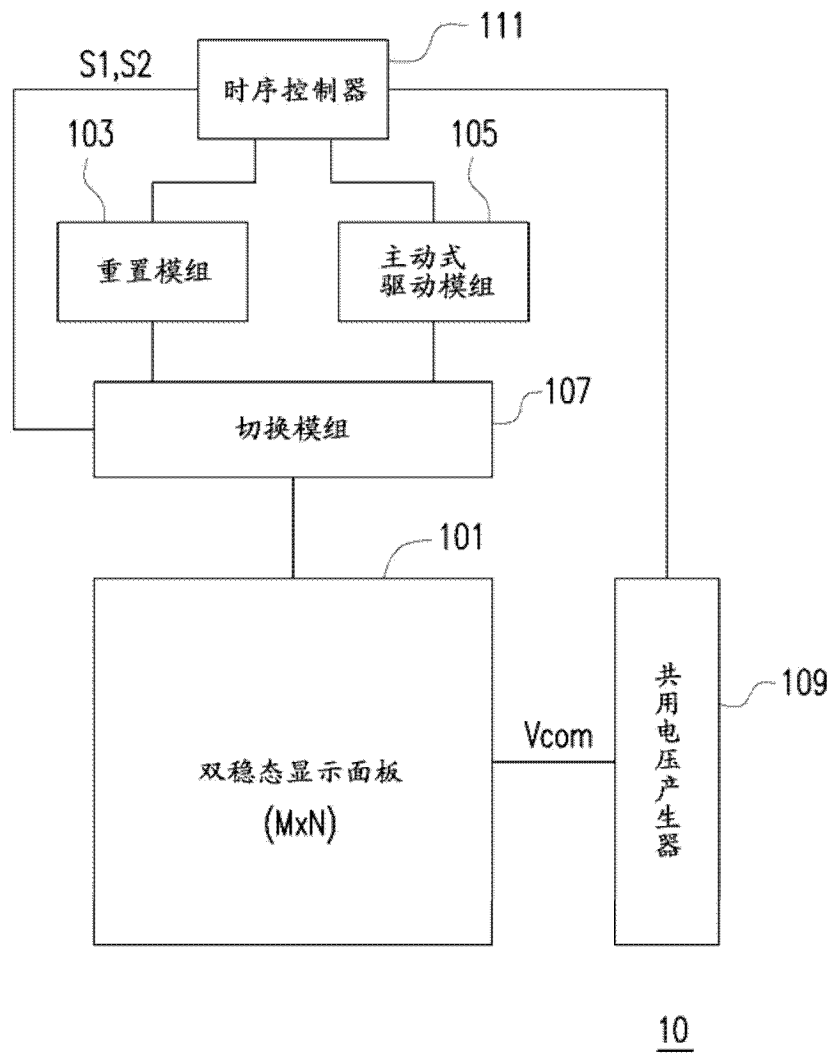 111
S1,S2
时序控制器
103
105
重置模组
主动式
驱动模组
107
切换模组
101
双稳态显示面板
(MxN)
Vcom
共用电压产生器
109
10